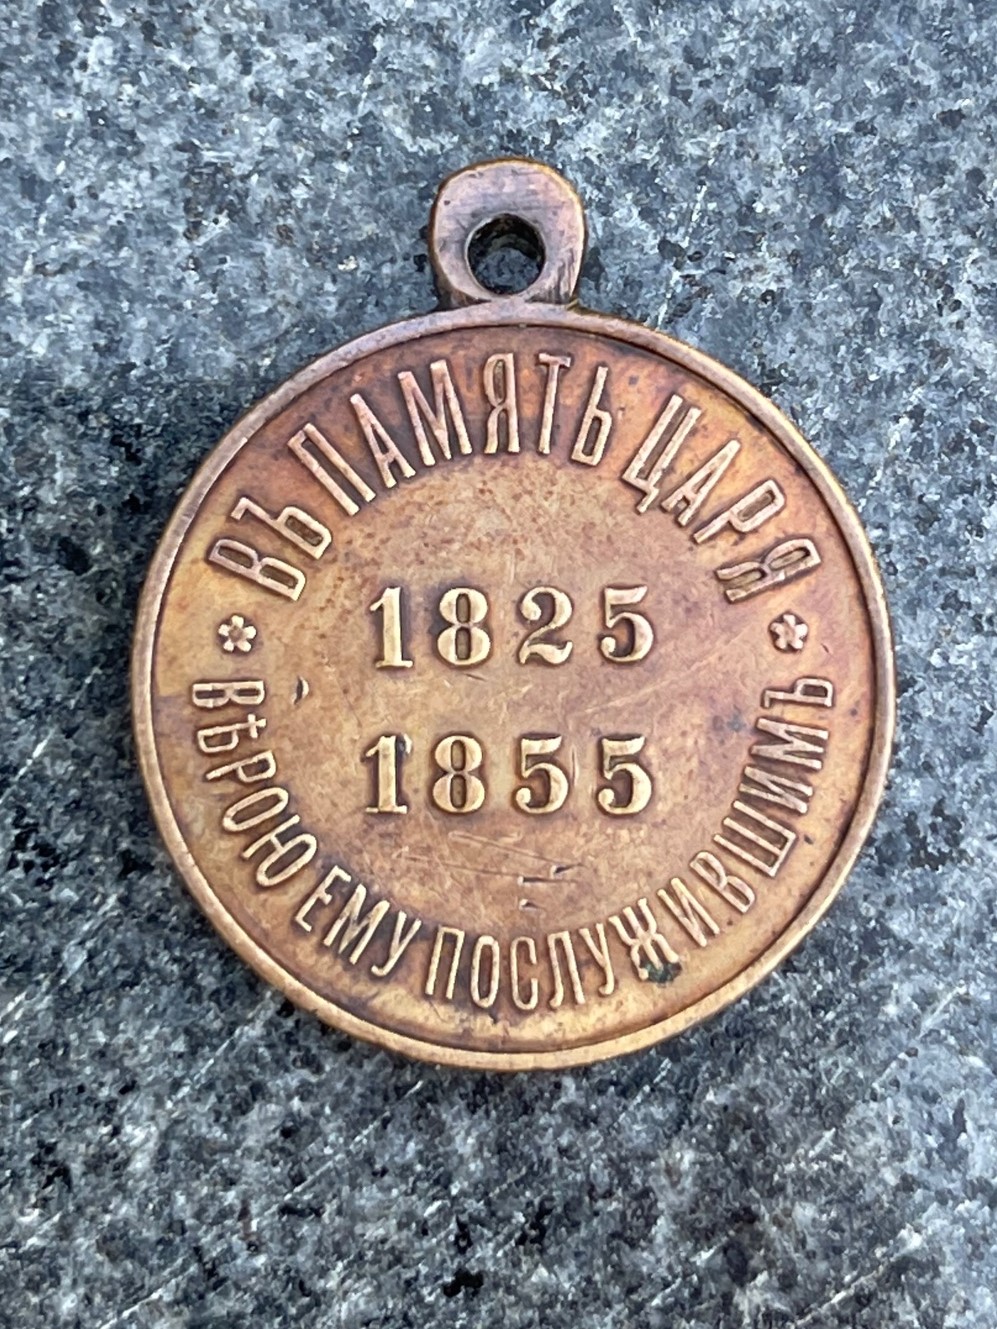 ВЪ ПАМЯТЬ ЦАРЯ
1825
1855
ВѢРОЮ ЕМУ ПОСЛУЖИВШИМЪ